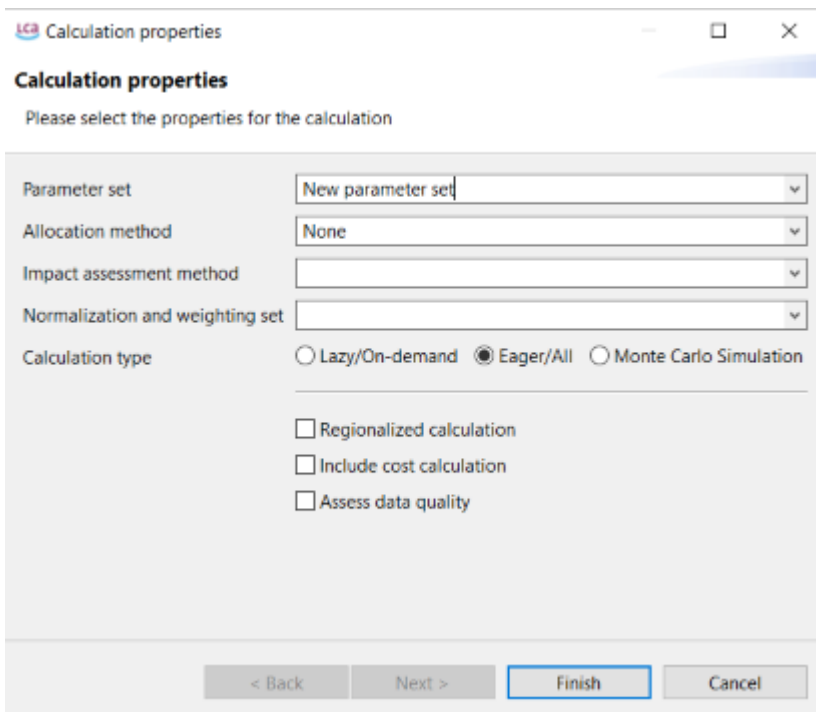 LCA Calculation properties
Calculation properties
Please select the properties for the calculation
Parameter set New parameter set
Allocation method None
Impact assessment method
Normalization and weighting set
Calculation type Lazy/On-demand Eager/All Monte Carlo Simulation
Regionalized calculation
Include cost calculation
Assess data quality
< Back Next > Finish Cancel